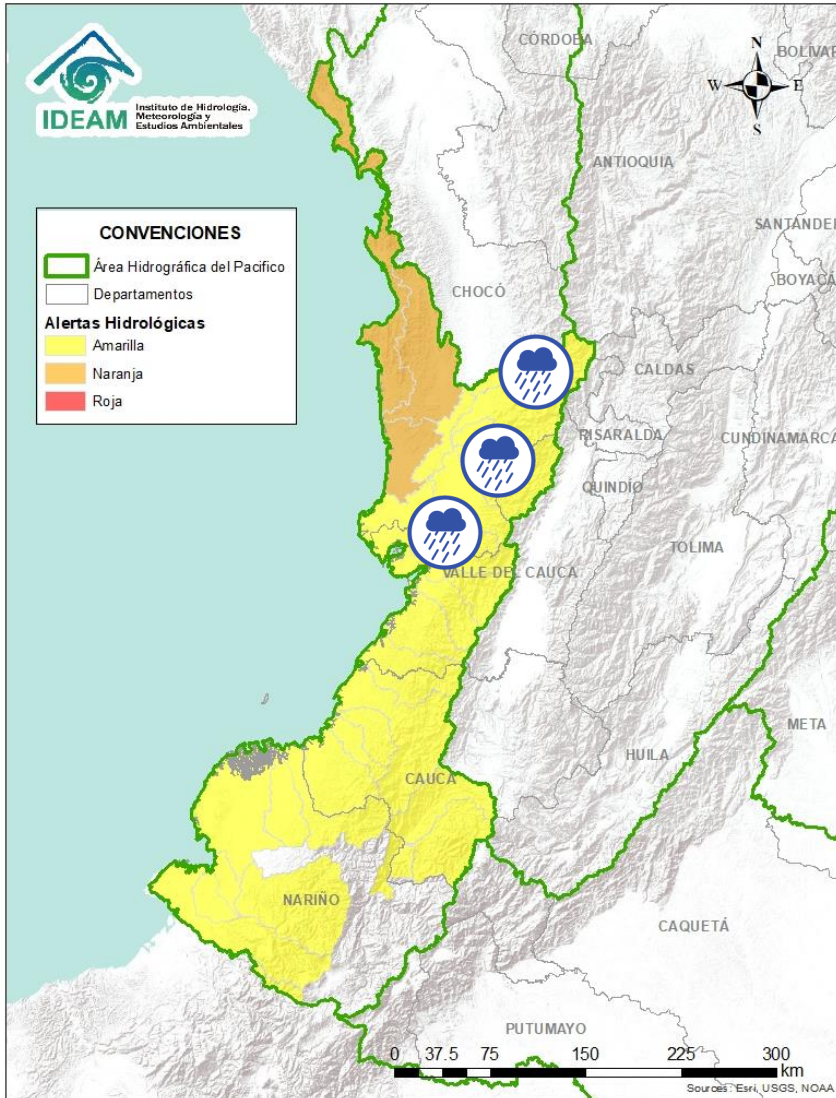 IDEAM
Instituto de Hidrología,
Meteorología y
Estudios Ambientales
CONVENCIONES
Área Hidrográfica del Pacifico
Departamentos
Alertas Hidrológicas
Amarilla
Naranja
Roja
N
W
E
S
CÓRDOBA
BOLÍVAR
ANTIOQUIA
SANTANDER
BOYACÁ
CHOCÓ
CALDAS
RISARALDA
CUNDINAMARCA
QUINDÍO
TOLIMA
VALLE DEL CAUCA
META
HUILA
CAUCA
NARIÑO
CAQUETÁ
PUTUMAYO
0 37.5 75 150 225 300
km
Sources: Esri, USGS, NOAA